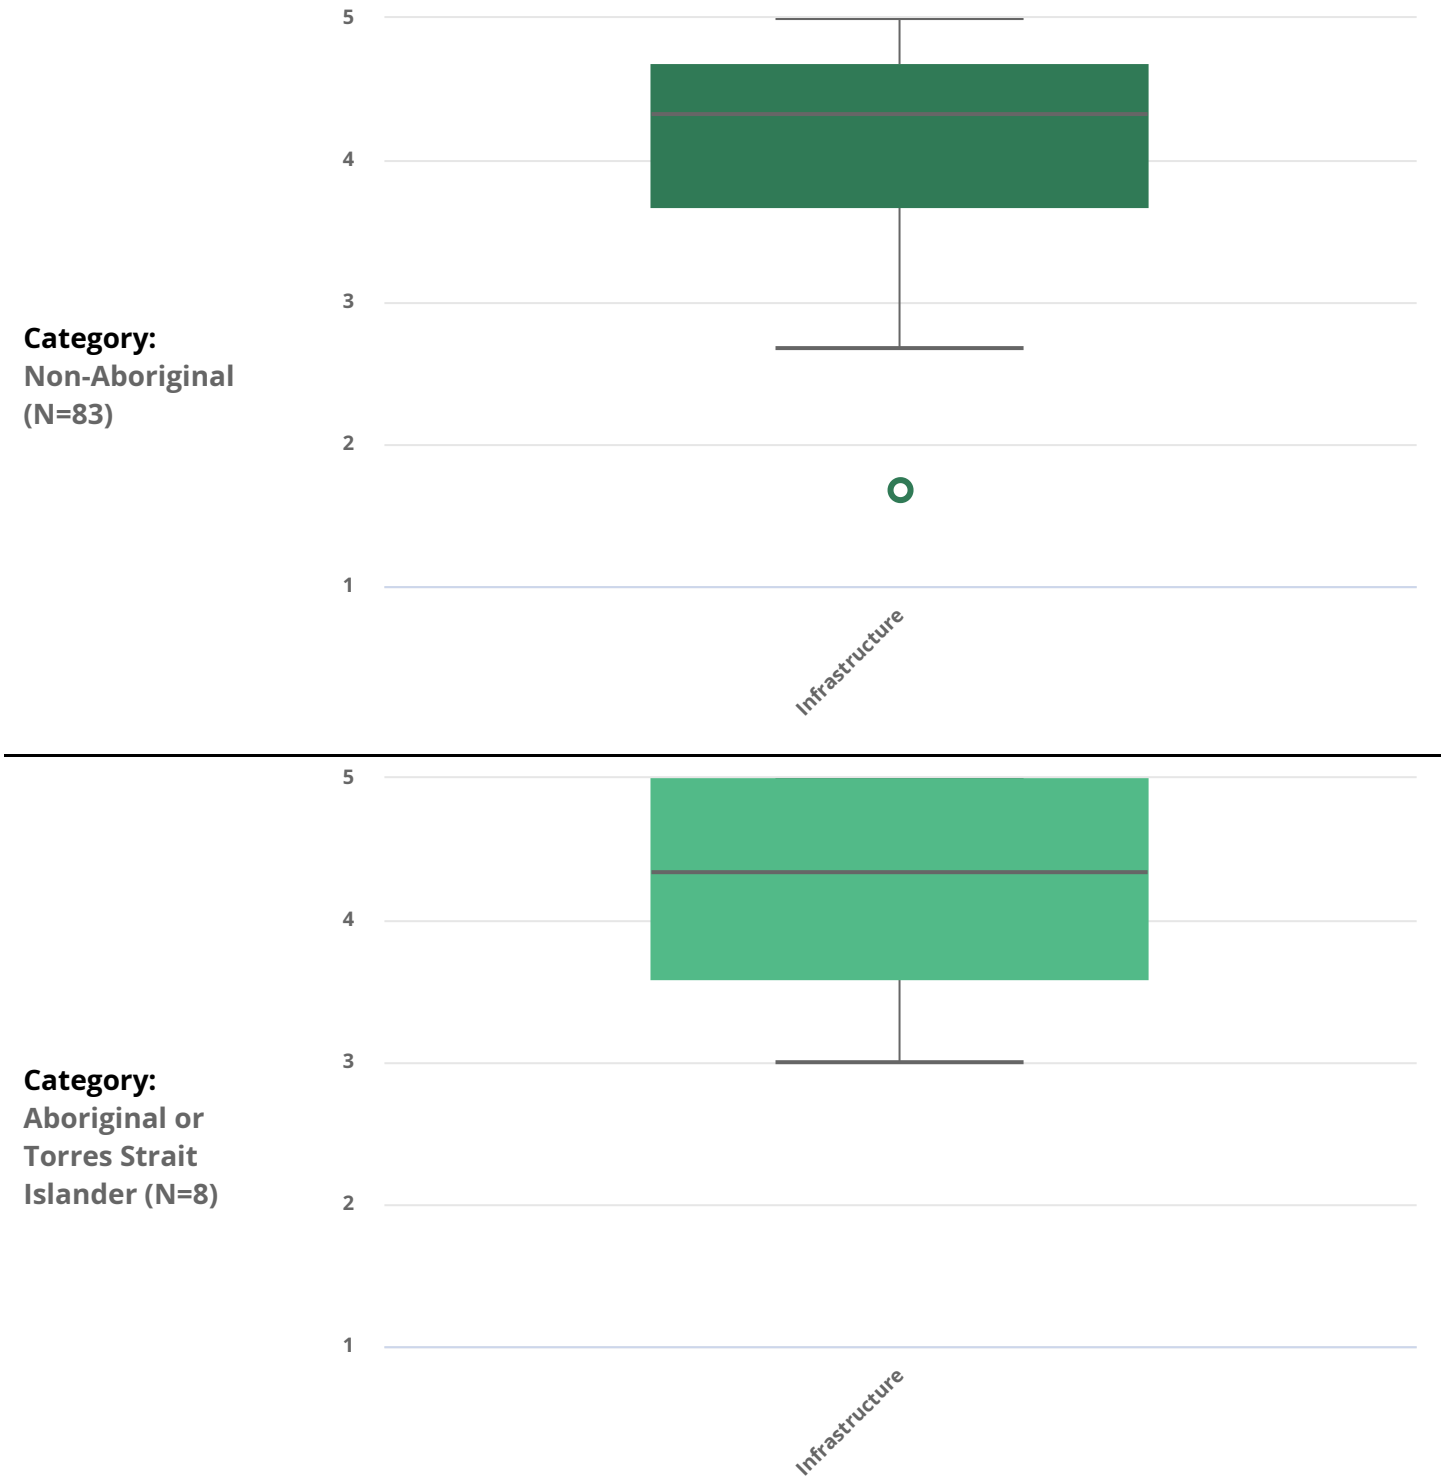 5
4
3
2
1
Category:
Non-Aboriginal
(N=83)
Infrastructure
5
4
3
2
1
Category:
Aboriginal or
Torres Strait
Islander (N=8)
Infrastructure